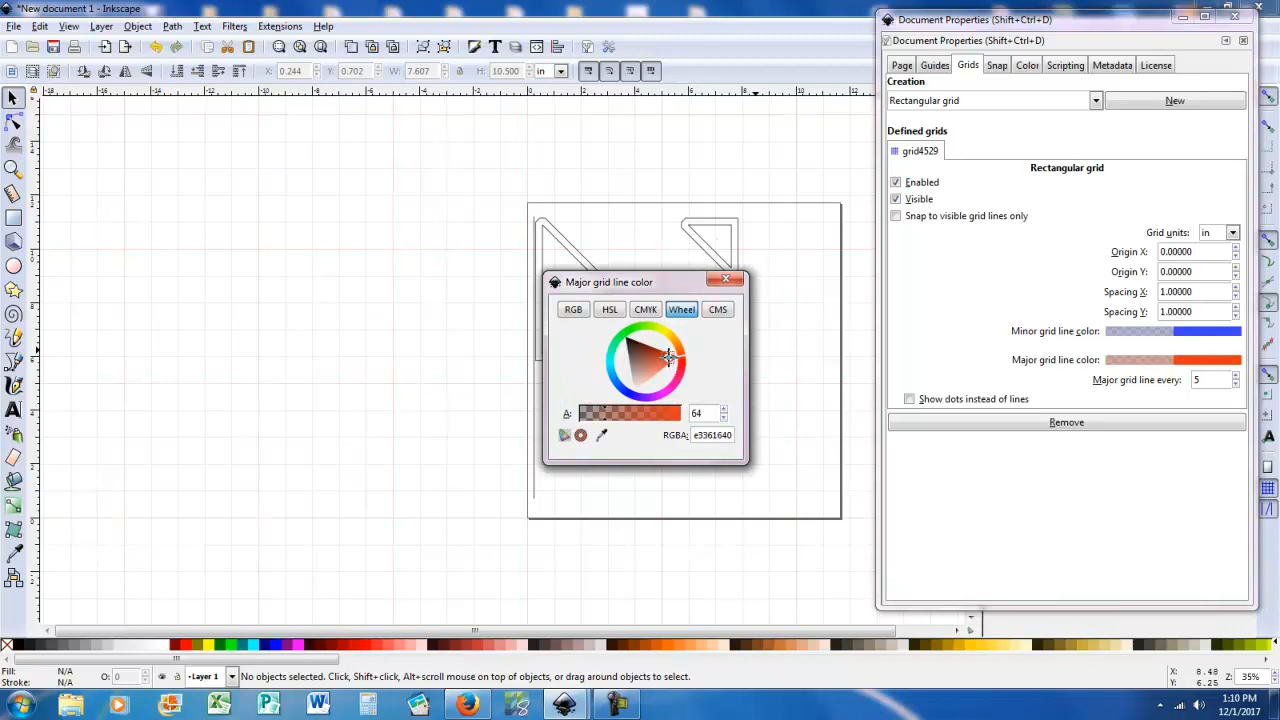 *New document 1 - Inkscape
File Edit View Layer Object Path Text Filters Extensions Help
X: 0.244 Y: 0.702 W: 7.607 H: 10.500 in
Document Properties (Shift+Ctrl+D)
Document Properties (Shift+Ctrl+D)
Page Guides Grids Snap Color Scripting Metadata License
Creation
Rectangular grid New
Defined grids
grid4529
Rectangular grid
Enabled
Visible
Snap to visible grid lines only
Grid units: in
Origin X: 0.00000
Origin Y: 0.00000
Spacing X: 1.00000
Spacing Y: 1.00000
Minor grid line color:
Major grid line color:
Major grid line every: 5
Show dots instead of lines
Remove
Major grid line color
RGB HSL CMYK Wheel CMS
A: 64
RGBA: e3361640
Fill: N/A
Stroke: N/A
O: 0
Layer 1
No objects selected. Click, Shift+click, Alt+scroll mouse on top of objects, or drag around objects to select.
X: 8.48
Y: 6.25
Z: 35%
1:10 PM
12/1/2017